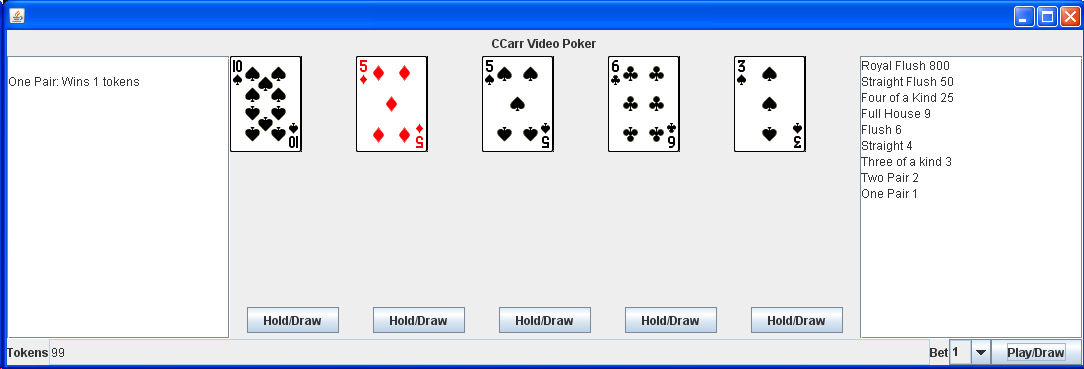 CCarr Video Poker
One Pair: Wins 1 tokens
10 5 5 6 3
10 5 5 6 3
Royal Flush 800
Straight Flush 50
Four of a Kind 25
Full House 9
Flush 6
Straight 4
Three of a kind 3
Two Pair 2
One Pair 1
Hold/Draw Hold/Draw Hold/Draw Hold/Draw Hold/Draw
Tokens 99 Bet 1 Play/Draw